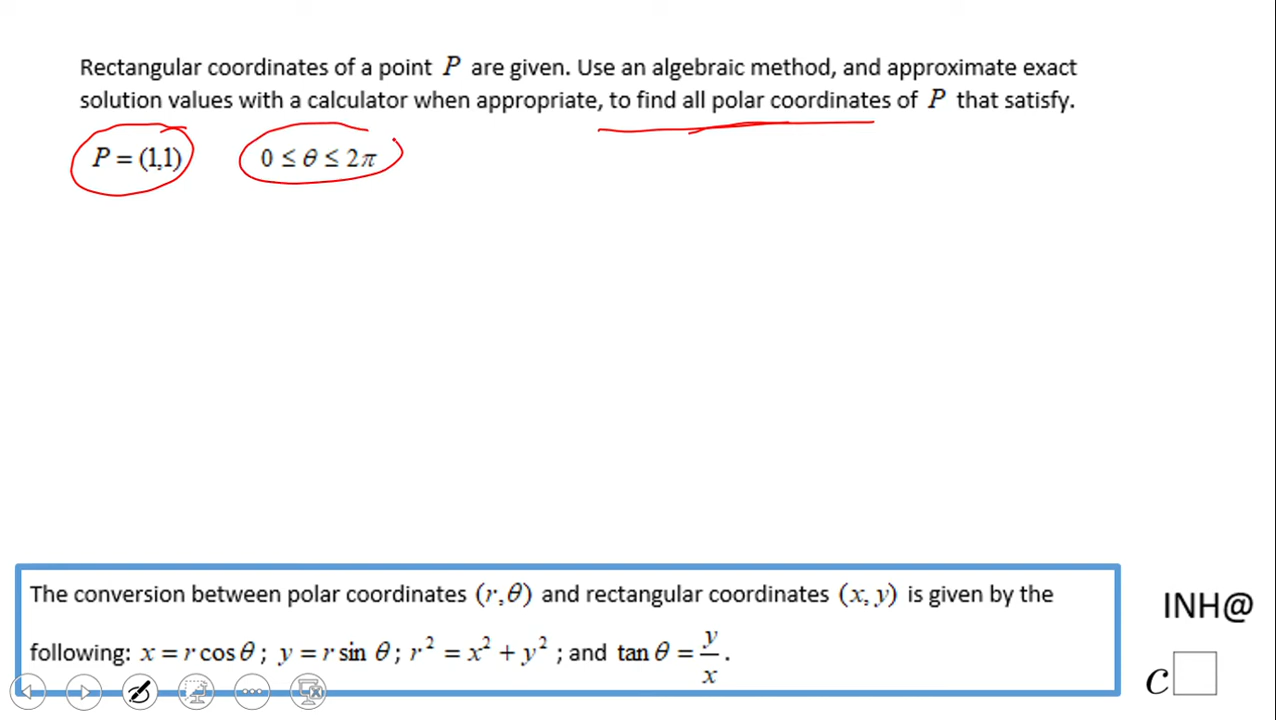 Rectangular coordinates of a point P are given. Use an algebraic method, and approximate exact
solution values with a calculator when appropriate, to find all polar coordinates of P that satisfy.
P = (1,1) 0 ≤ θ ≤ 2π
The conversion between polar coordinates (r,θ) and rectangular coordinates (x, y) is given by the
following: x = r cos θ ; y = r sin θ ; r² = x² + y² ; and tan θ = y/x .
INH@
c